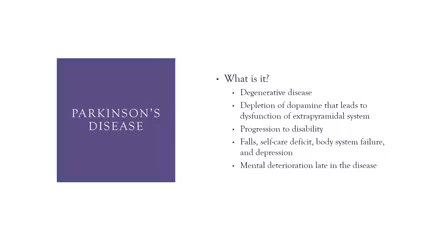 PARKINSON'S
DISEASE
• What is it?
• Degenerative disease
• Depletion of dopamine that leads to
dysfunction of extrapyramidal system
• Progression to disability
• Falls, self-care deficit, body system failure,
and depression
• Mental deterioration late in the disease